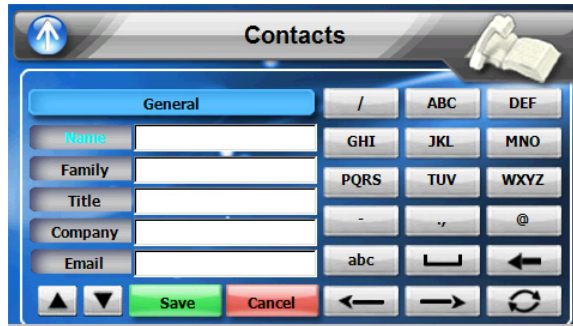 Contacts
General
/ ABC DEF
Name
GHI JKL MNO
Family
PQRS TUV WXYZ
Title
Company
- ., @
Email
abc
Save Cancel